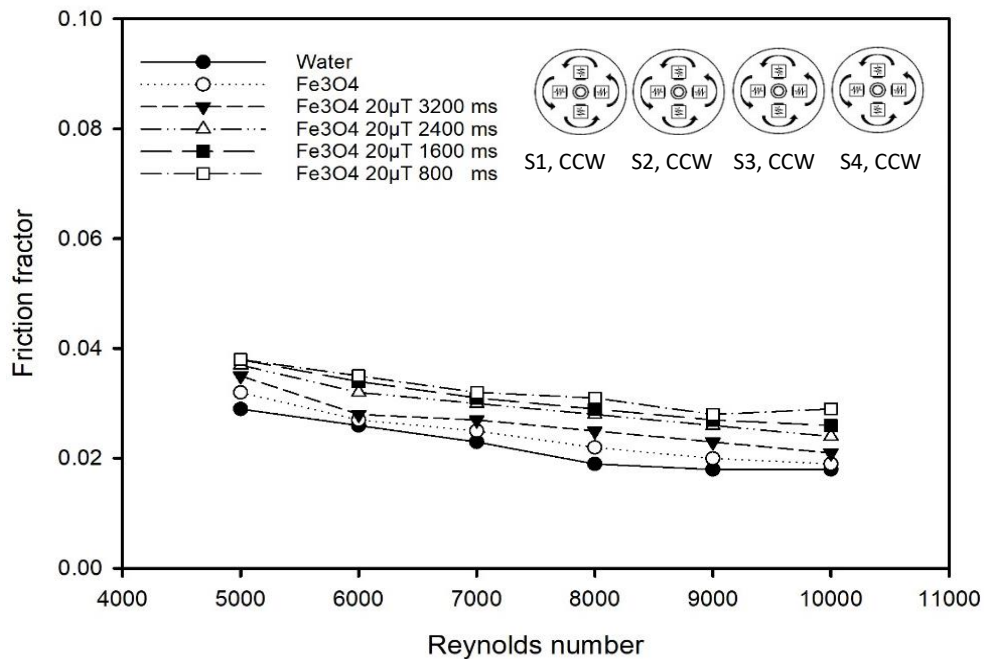 0.10
0.08
0.06
0.04
0.02
0.00
Friction fractor
Water
Fe3O4
Fe3O4 20µT 3200 ms
Fe3O4 20µT 2400 ms
Fe3O4 20µT 1600 ms
Fe3O4 20µT 800 ms
S1, CCW
S2, CCW
S3, CCW
S4, CCW
4000 5000 6000 7000 8000 9000 10000 11000
Reynolds number